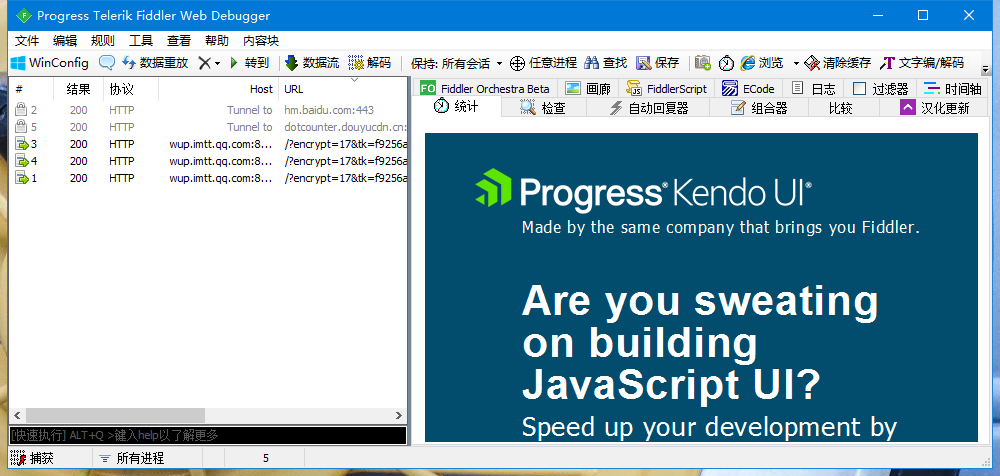 Progress Telerik Fiddler Web Debugger
文件 编辑 规则 工具 查看 帮助 内容块
WinConfig 数据重放 转到 数据流 解码 保持: 所有会话 任意进程 查找 保存 浏览 清除缓存 文字编/解码
# 结果 协议 Host URL
2 200 HTTP Tunnel to hm.baidu.com:443
5 200 HTTP Tunnel to dotcounter.douyucdn.cn:
3 200 HTTP wup.imtt.qq.com:8... /?encrypt=17&tk=f9256a
4 200 HTTP wup.imtt.qq.com:8... /?encrypt=17&tk=f9256a
1 200 HTTP wup.imtt.qq.com:8... /?encrypt=17&tk=f9256a
FO Fiddler Orchestra Beta 画廊 FiddlerScript ECode 日志 过滤器 时间轴
统计 检查 自动回复器 组合器 比较 汉化更新
Progress® Kendo UI®
Made by the same company that brings you Fiddler.
Are you sweating
on building
JavaScript UI?
Speed up your development by
[快速执行] ALT+Q >键入help以了解更多
捕获 所有进程 5